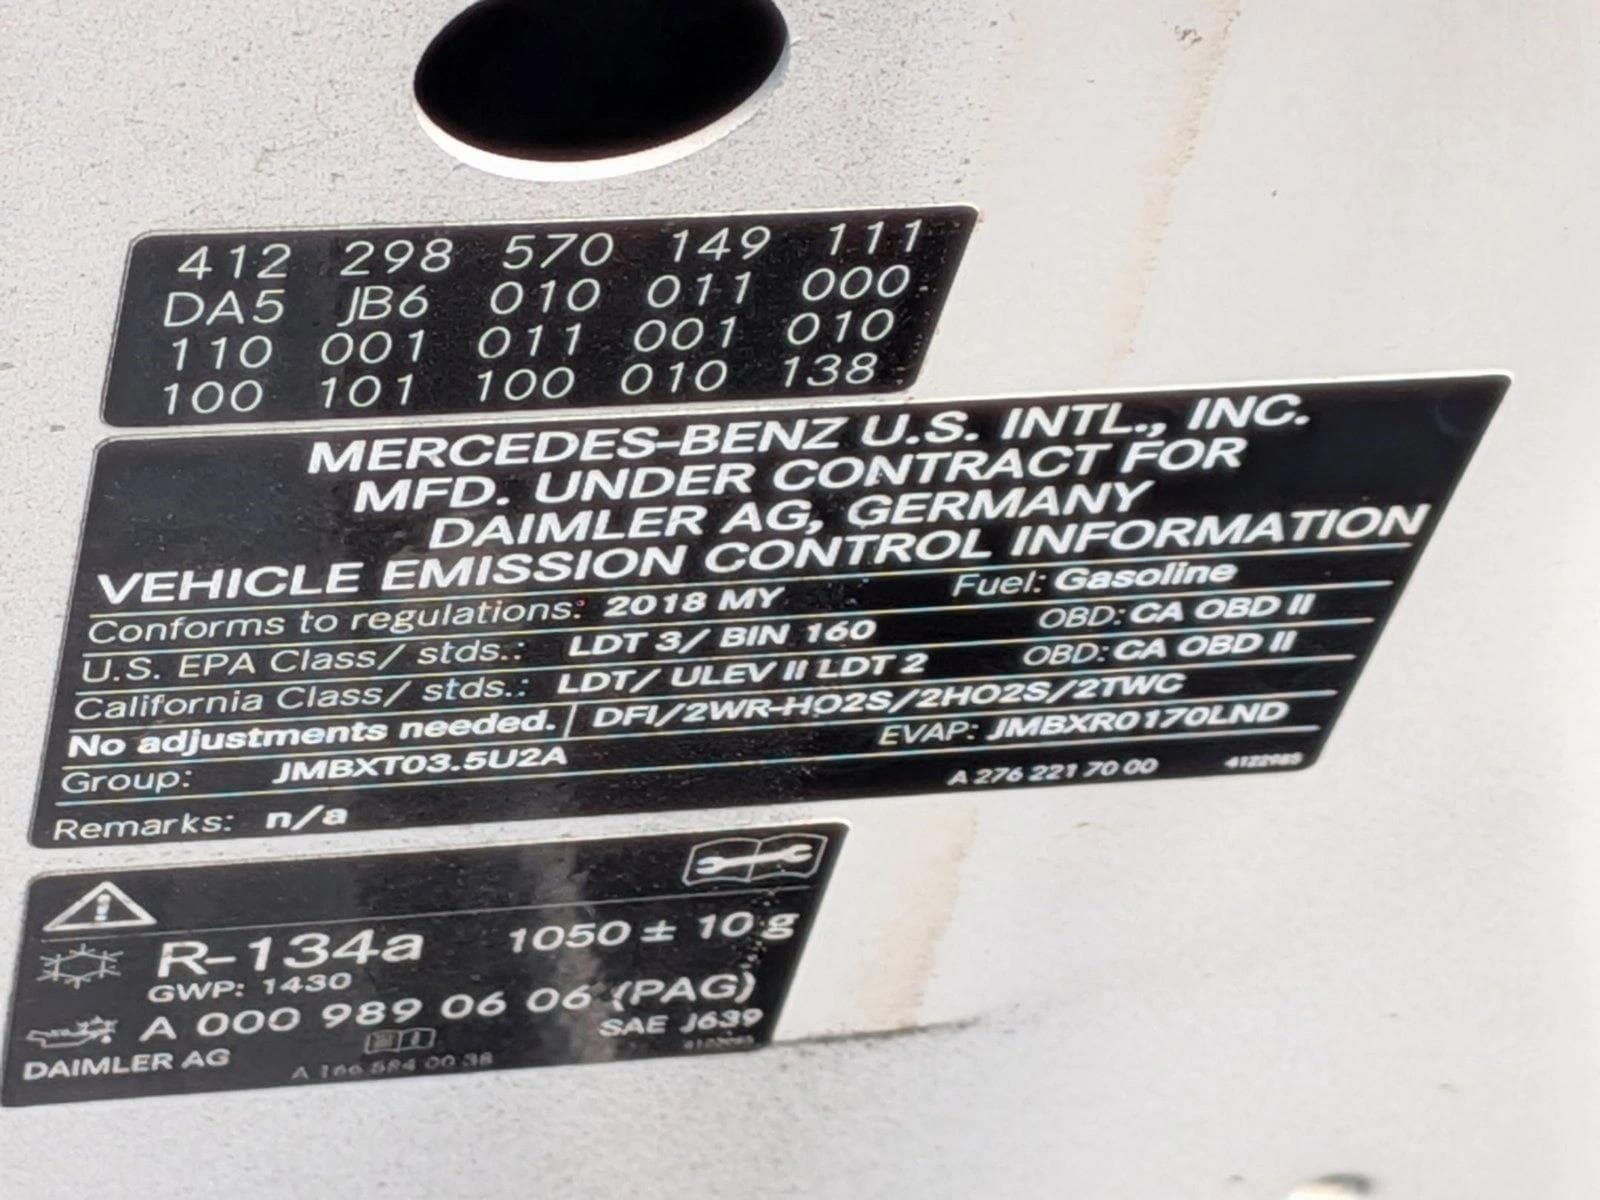 412 298 570 149 111
DA5 JB6 010 011 000
110 001 011 001 010
100 101 100 010 138
MERCEDES-BENZ U.S. INTL., INC.
MFD. UNDER CONTRACT FOR
DAIMLER AG, GERMANY
VEHICLE EMISSION CONTROL INFORMATION
Conforms to regulations: 2018 MY Fuel: Gasoline
U.S. EPA Class/ stds.: LDT 3/ BIN 160 OBD: CA OBD II
California Class/ stds.: LDT/ ULEV II LDT 2 OBD: CA OBD II
No adjustments needed. DFI/2WR-HO2S/2HO2S/2TWC
Group: JMBXT03.5U2A EVAP: JMBXR0170LND
Remarks: n/a A 276 221 70 00 4122985
R-134a 1050 ± 10 g
GWP: 1430
A 000 989 06 06 (PAG)
SAE J639
DAIMLER AG
A 166 584 00 38